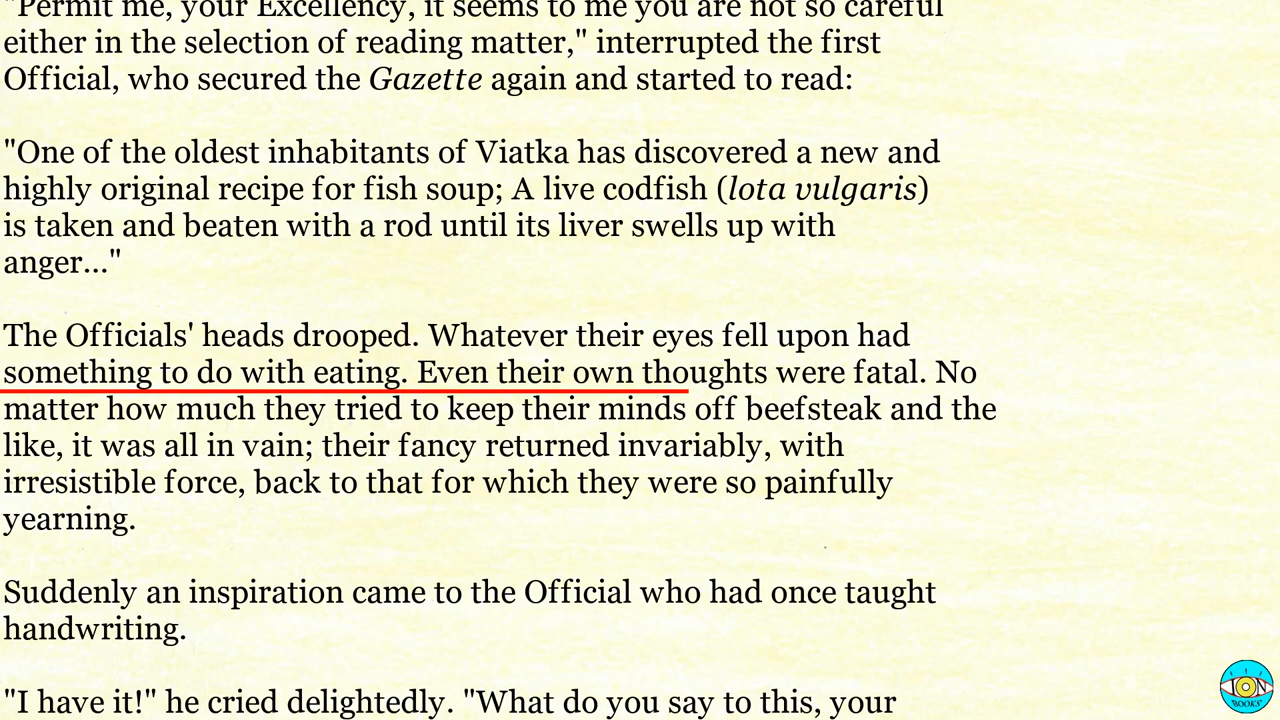 "Permit me, your Excellency, it seems to me you are not so careful
either in the selection of reading matter," interrupted the first
Official, who secured the Gazette again and started to read:
"One of the oldest inhabitants of Viatka has discovered a new and
highly original recipe for fish soup; A live codfish (lota vulgaris)
is taken and beaten with a rod until its liver swells up with
anger..."
The Officials' heads drooped. Whatever their eyes fell upon had
something to do with eating. Even their own thoughts were fatal. No
matter how much they tried to keep their minds off beefsteak and the
like, it was all in vain; their fancy returned invariably, with
irresistible force, back to that for which they were so painfully
yearning.
Suddenly an inspiration came to the Official who had once taught
handwriting.
"I have it!" he cried delightedly. "What do you say to this, your
ION
BOOKS